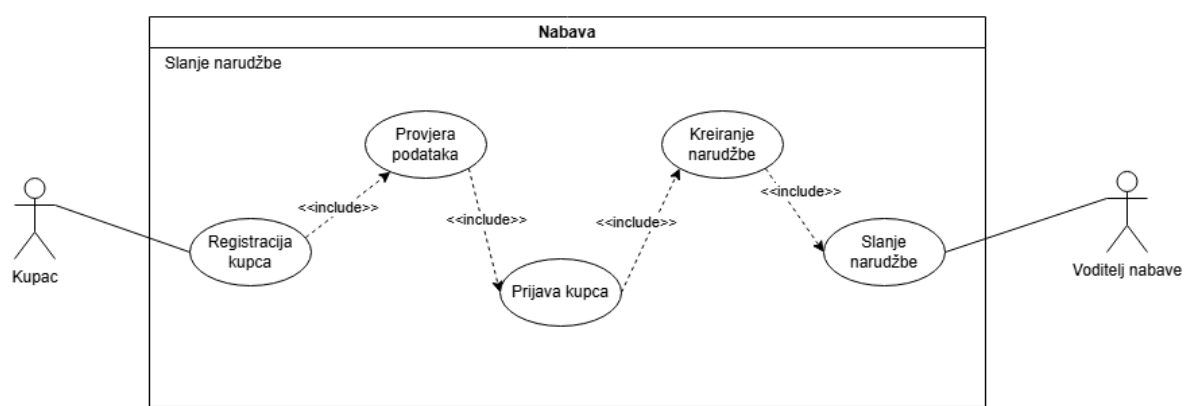 Nabava
Slanje narudžbe
Provjera
podataka
Kreiranje
narudžbe
<<include>>
<<include>>
<<include>>
<<include>>
Registracija
kupca
Slanje
narudžbe
Prijava kupca
Kupac
Voditelj nabave